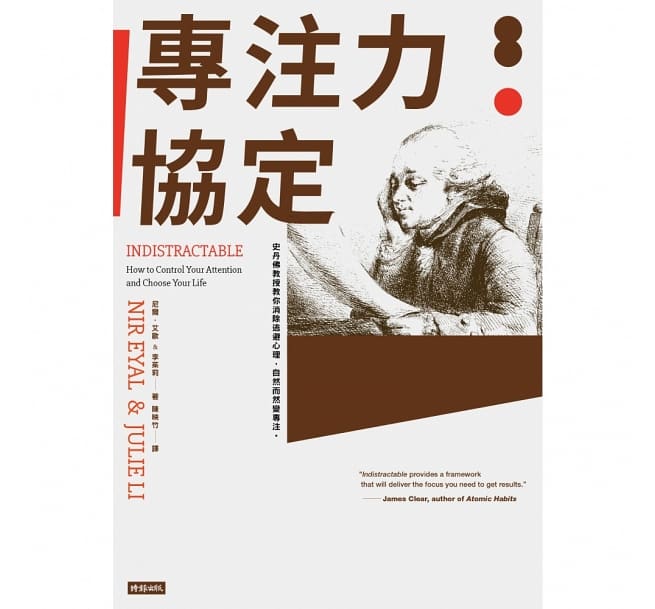 專注力
協定
INDISTRACTABLE
How to Control Your Attention
and Choose Your Life
史丹佛教授教你消除逃避心理，自然而然變專注。
尼爾・艾歐 & 李茱莉──著 陳映竹──譯
NIR EYAL & JULIE LI
"Indistractable provides a framework
that will deliver the focus you need to get results."
——James Clear, author of Atomic Habits
時報出版